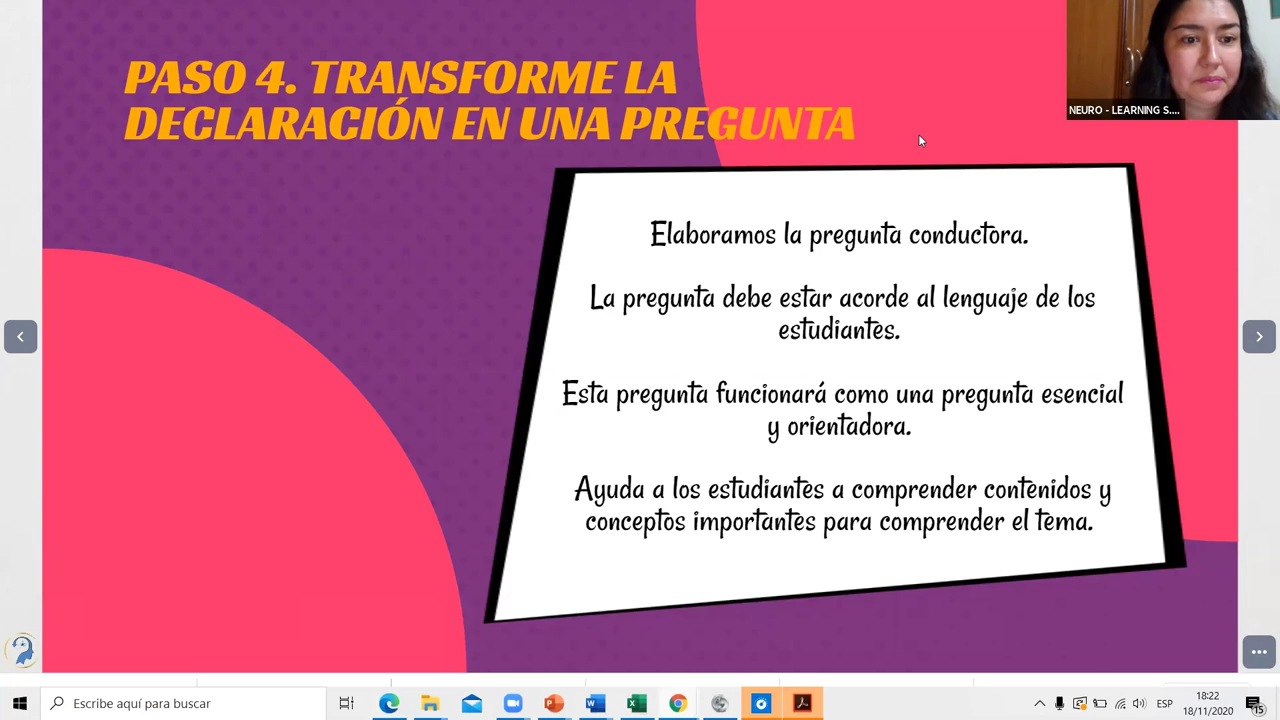 PASO 4. TRANSFORME LA
DECLARACIÓN EN UNA PREGUNTA
NEURO - LEARNING S....
Elaboramos la pregunta conductora.
La pregunta debe estar acorde al lenguaje de los
estudiantes.
Esta pregunta funcionará como una pregunta esencial
y orientadora.
Ayuda a los estudiantes a comprender contenidos y
conceptos importantes para comprender el tema.
Escribe aquí para buscar
ESP
18:22
18/11/2020
15